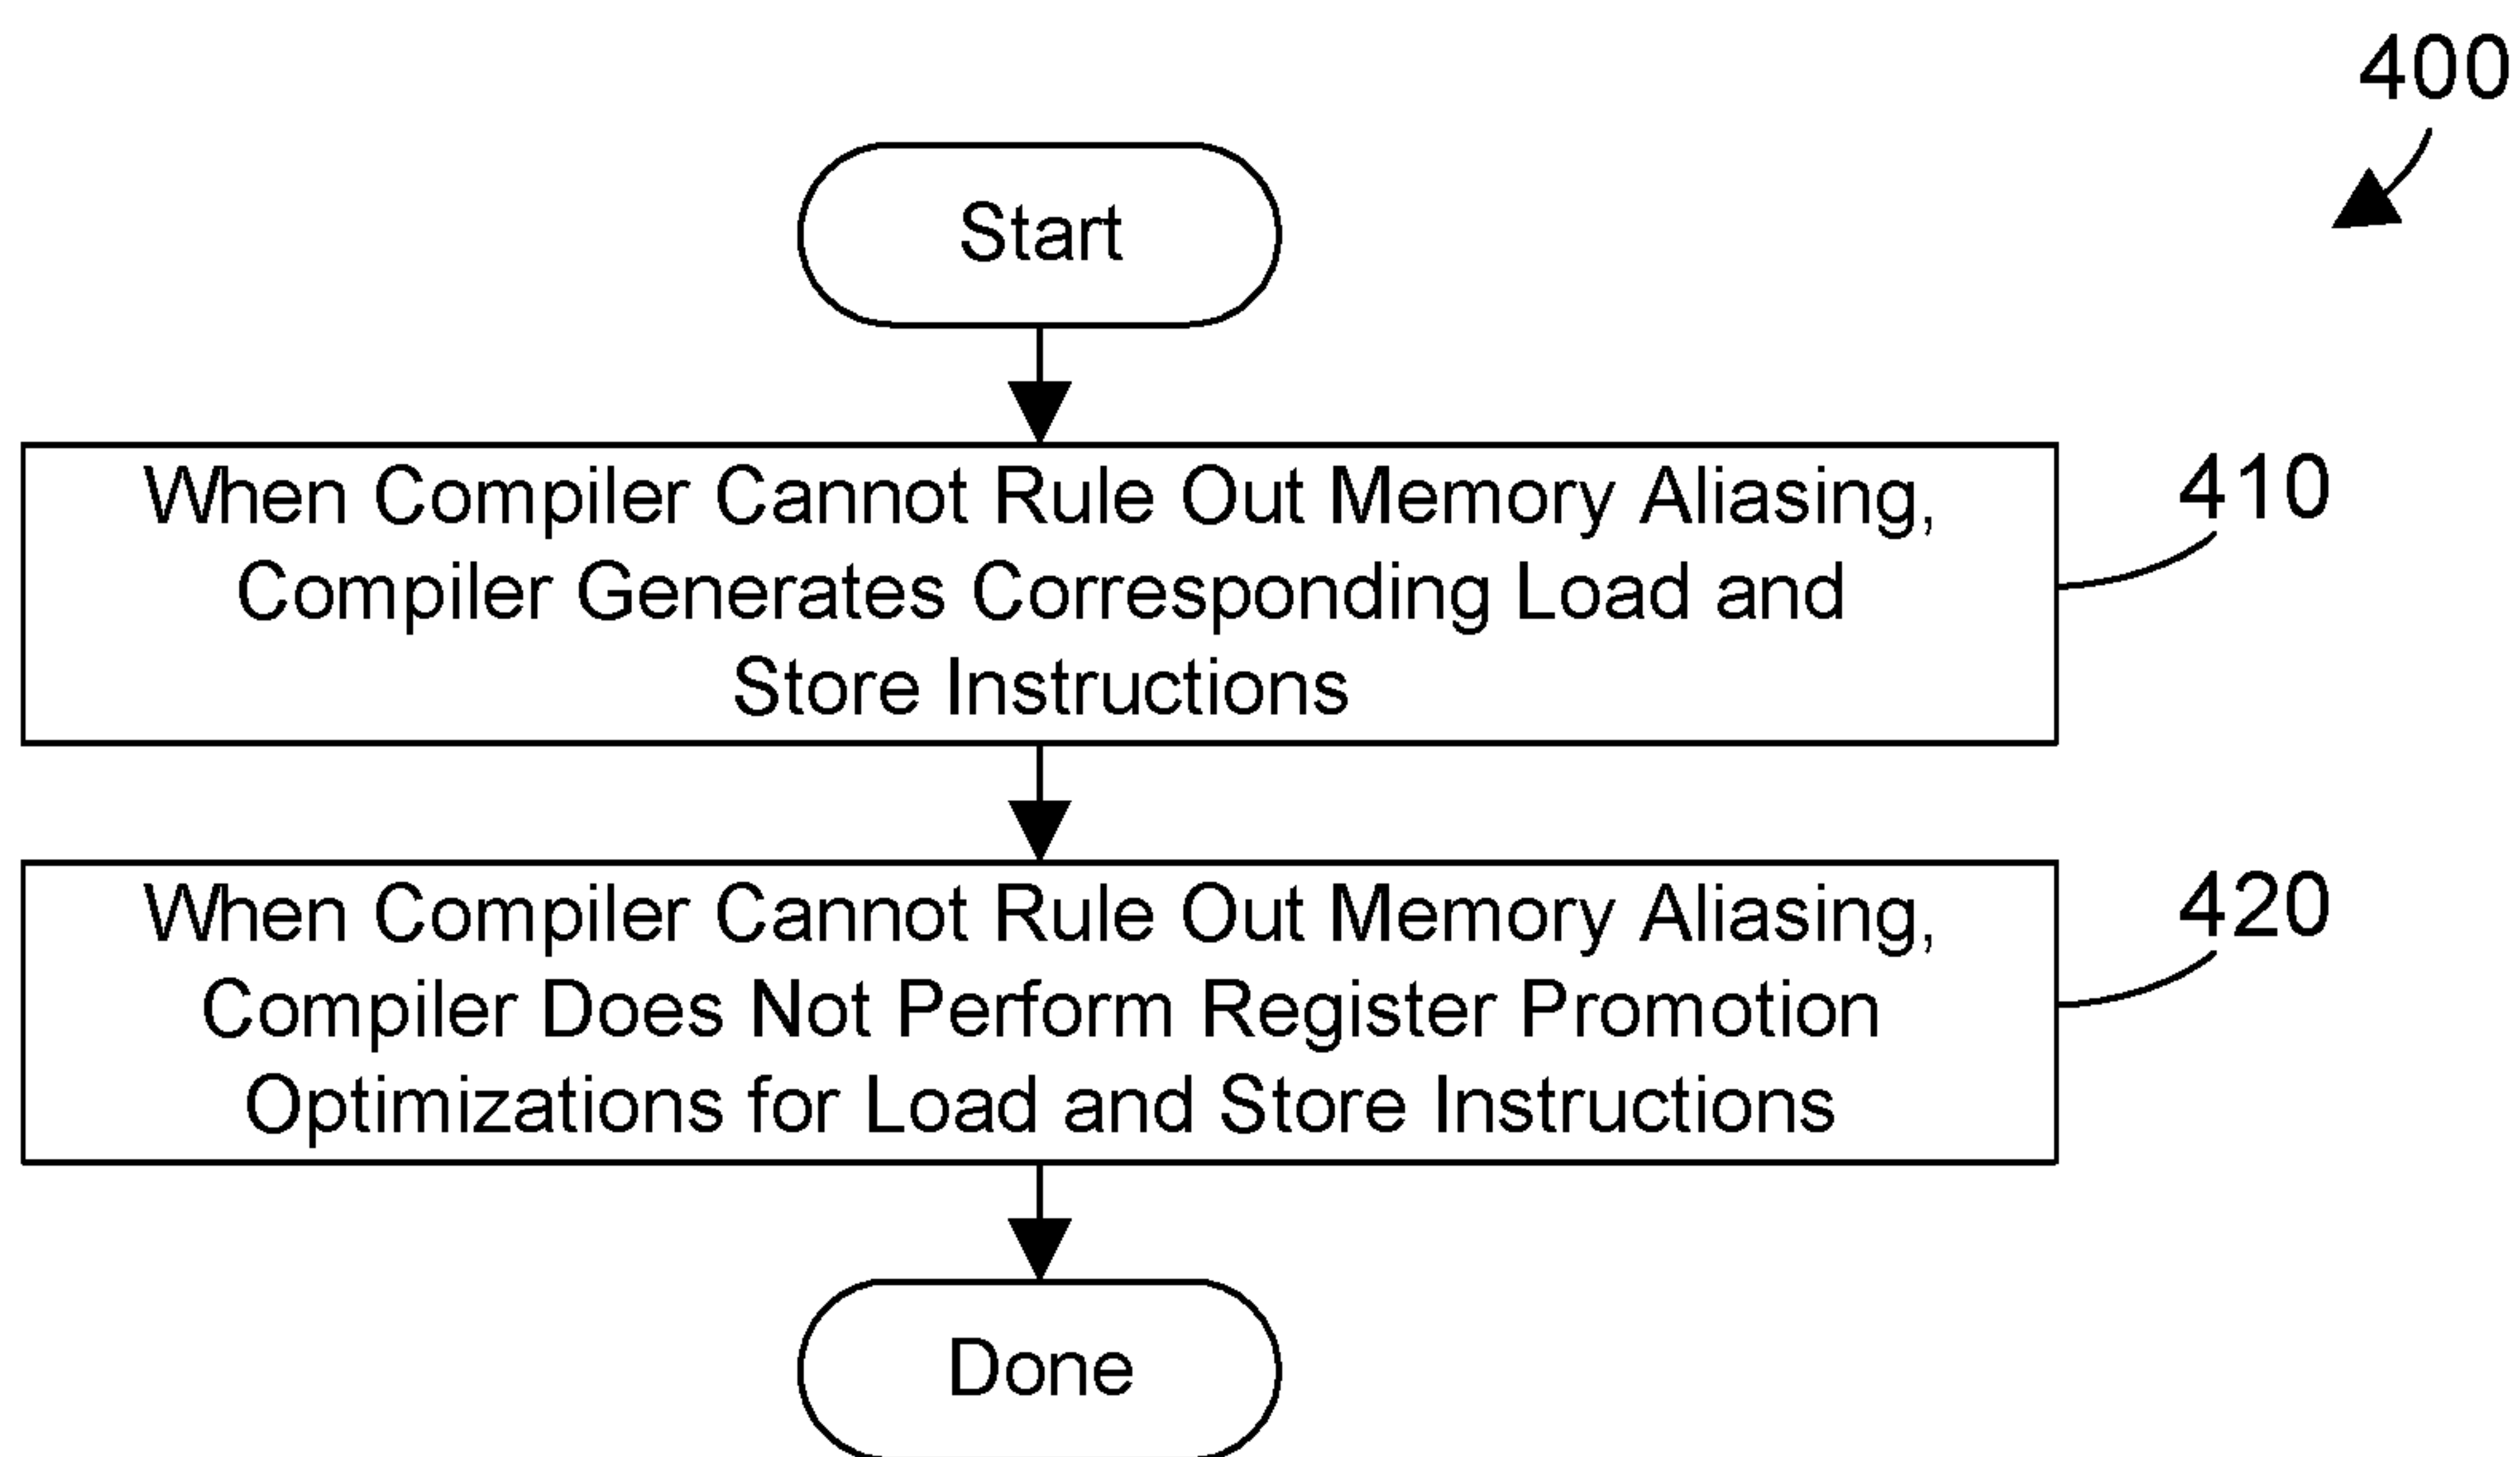 400
Start
When Compiler Cannot Rule Out Memory Aliasing,
Compiler Generates Corresponding Load and
Store Instructions
410
When Compiler Cannot Rule Out Memory Aliasing,
Compiler Does Not Perform Register Promotion
Optimizations for Load and Store Instructions
420
Done